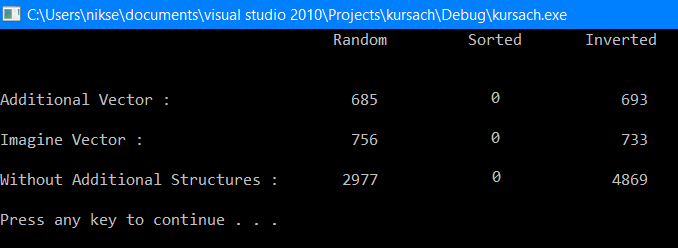 C:\Users\nikse\documents\visual studio 2010\Projects\kursach\Debug\kursach.exe
Random Sorted Inverted
Additional Vector : 685 0 693
Imagine Vector : 756 0 733
Without Additional Structures : 2977 0 4869
Press any key to continue . . .